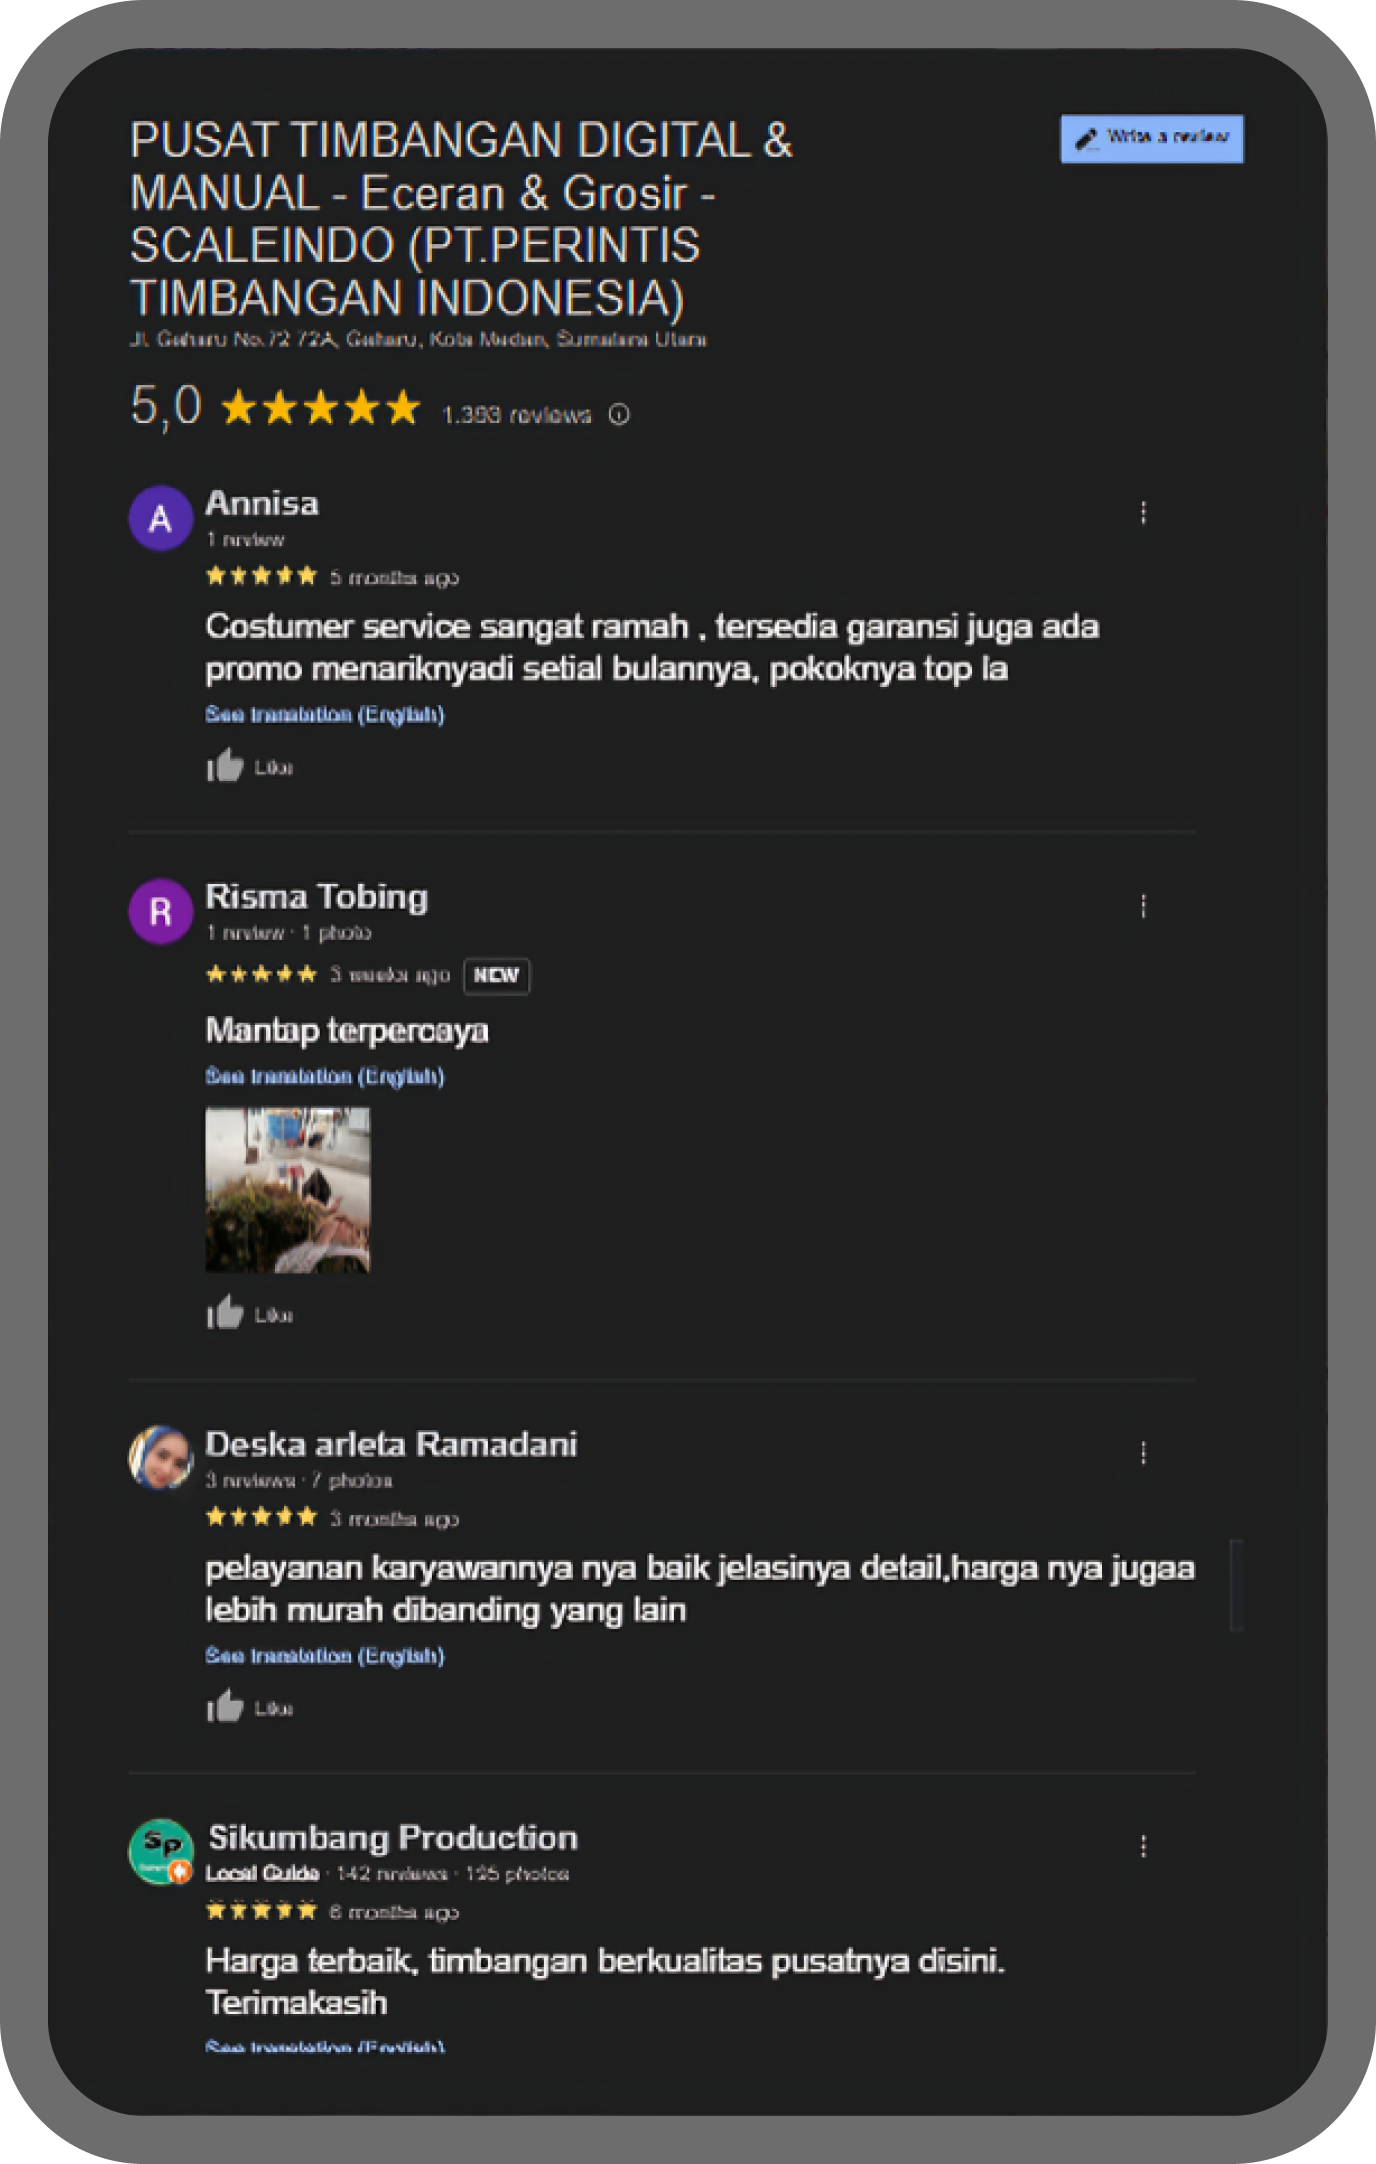 PUSAT TIMBANGAN DIGITAL &
MANUAL - Eceran & Grosir -
SCALEINDO (PT.PERINTIS
TIMBANGAN INDONESIA)
Jl. Gaharu No.72 72A, Gaharu, Kota Medan, Sumatera Utara
Write a review
5,0 1.393 reviews
A
Annisa
1 review
5 months ago
Costumer service sangat ramah , tersedia garansi juga ada
promo menariknyadi setial bulannya, pokoknya top la
See translation (English)
Like
R
Risma Tobing
1 review · 1 photo
3 weeks ago NEW
Mantap terpercaya
See translation (English)
Like
Deska arleta Ramadani
3 reviews · 7 photos
3 months ago
pelayanan karyawannya nya baik jelasinya detail,harga nya jugaa
lebih murah dibanding yang lain
See translation (English)
Like
SP
Sikumbang Production
Local Guide · 142 reviews · 195 photos
6 months ago
Harga terbaik, timbangan berkualitas pusatnya disini.
Terimakasih
See translation (English)